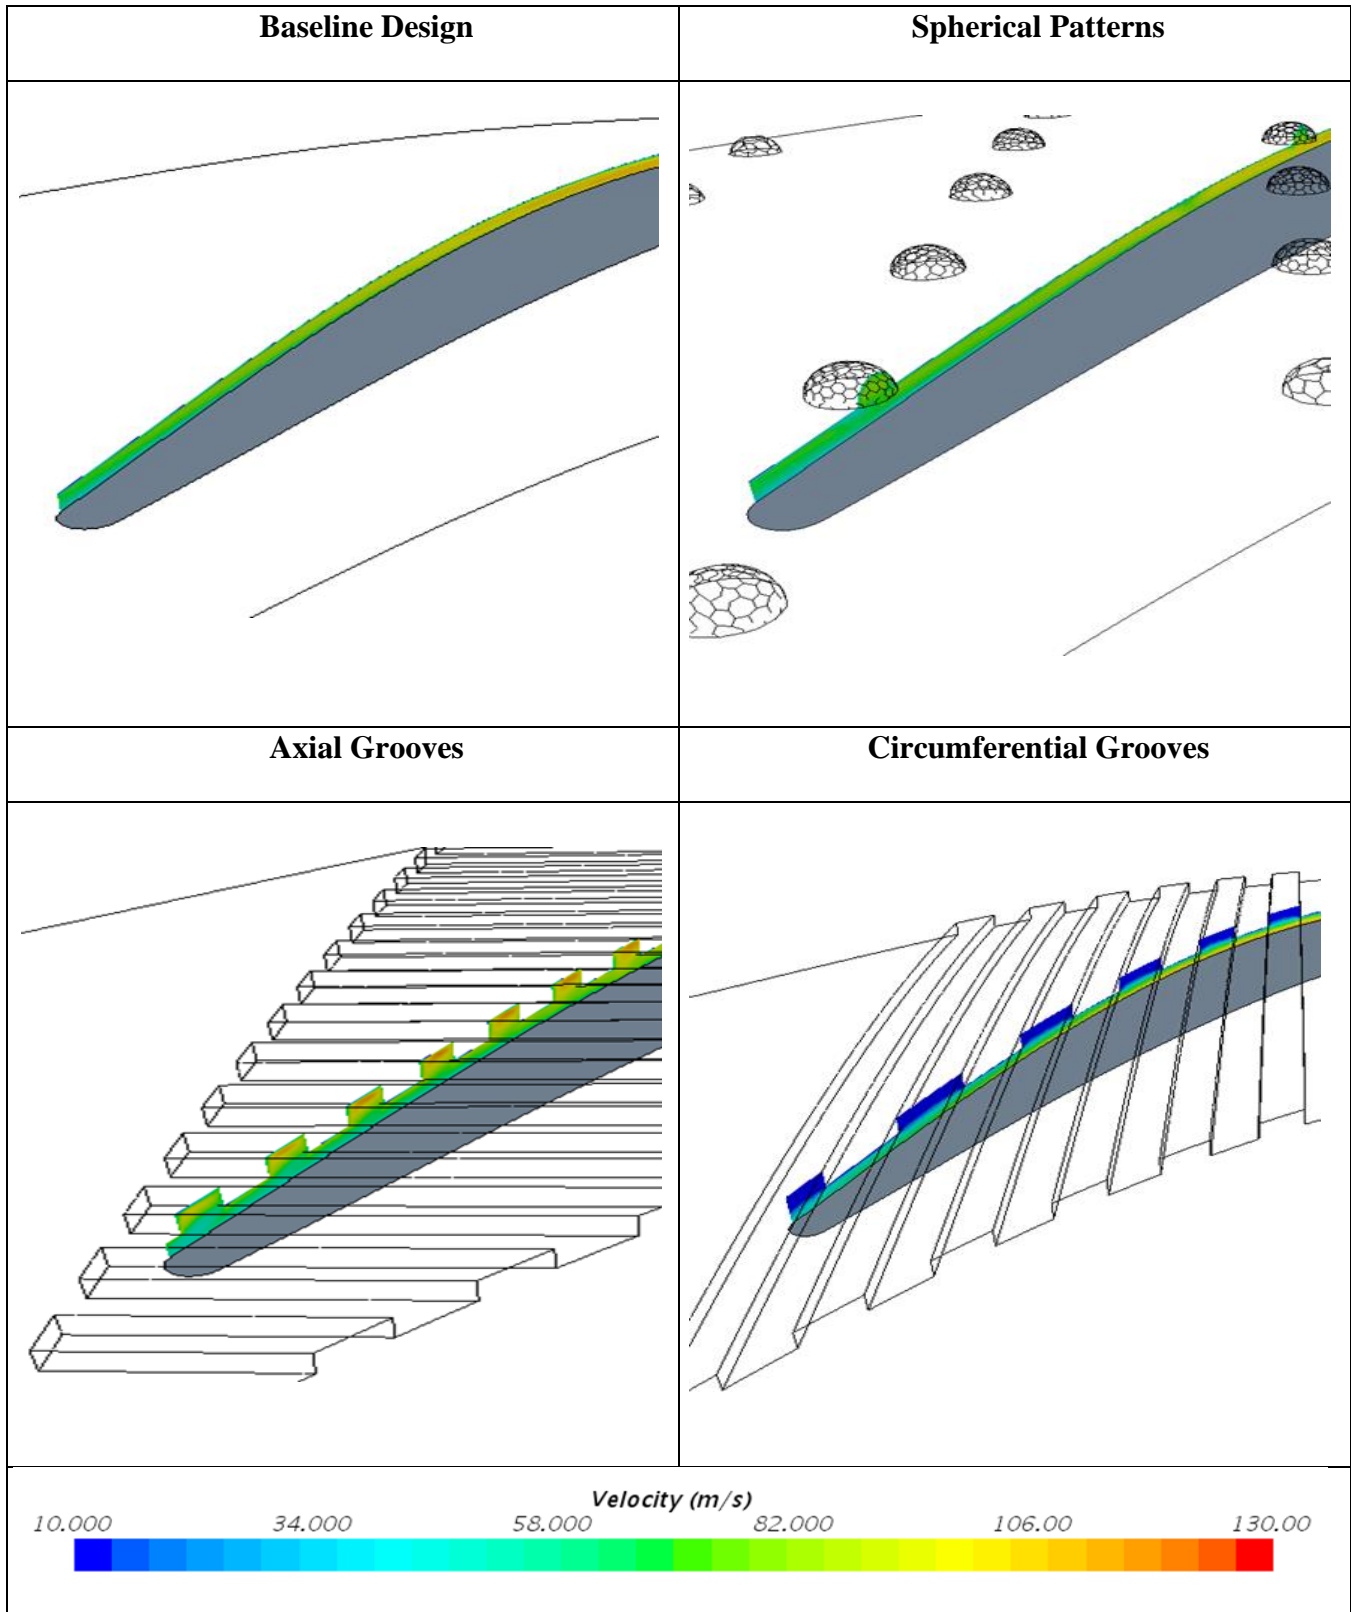 Baseline Design
Spherical Patterns
Axial Grooves
Circumferential Grooves
Velocity (m/s)
10.000 34.000 58.000 82.000 106.00 130.00